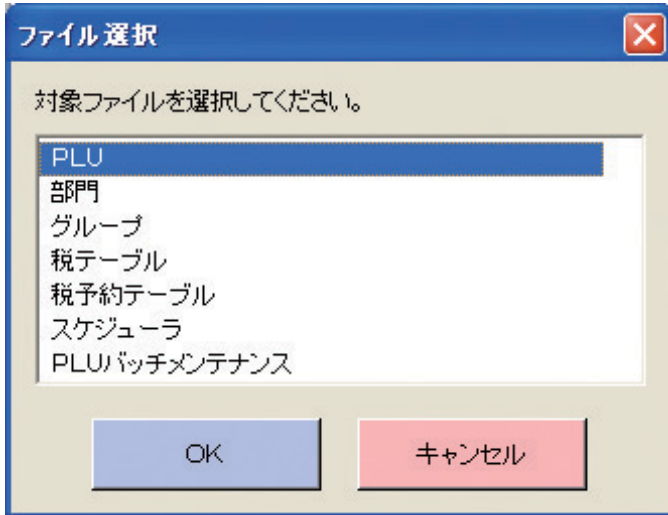 ファイル選択
対象ファイルを選択してください。
PLU
部門
グループ
税テーブル
税予約テーブル
スケジューラ
PLUバッチメンテナンス
OK
キャンセル